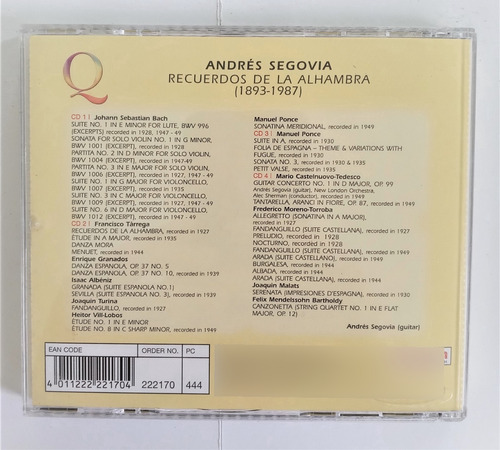 Q
ANDRÉS SEGOVIA
RECUERDOS DE LA ALHAMBRA
(1893-1987)
CD 1 | Johann Sebastian Bach
SUITE NO. 1 IN E MINOR FOR LUTE, BWV 996
(EXCERPTS) recorded in 1928, 1947 - 49
SONATA FOR SOLO VIOLIN NO. 1 IN G MINOR,
BWV 1001 (EXCERPT), recorded in 1928
PARTITA NO. 2 IN D MINOR FOR SOLO VIOLIN,
BWV 1004 (EXCERPT), recorded in 1947-49
PARTITA NO. 3 IN E MAJOR FOR SOLO VIOLIN,
BWV 1006 (EXCERPTS), recorded in 1927, 1947 - 49
SUITE NO. 1 IN G MAJOR FOR VIOLONCELLO,
BWV 1007 (EXCERPT), recorded in 1935
SUITE NO. 3 IN C MAJOR FOR VIOLONCELLO,
BWV 1009 (EXCERPTS), recorded in 1927, 1947 - 49
SUITE NO. 6 IN D MAJOR FOR VIOLONCELLO,
BWV 1012 (EXCERPT), recorded in 1947 - 49
CD 2 | Francisco Tárrega
RECUERDOS DE LA ALHAMBRA, recorded in 1927
ÉTUDE IN A MAJOR, recorded in 1935
DANZA MORA
MENUET, recorded in 1944
Enrique Granados
DANZA ESPANOLA, OP. 37 NO. 5
DANZA ESPANOLA, OP. 37 NO. 10, recorded in 1939
Isaac Albéniz
GRANADA (SUITE ESPANOLA NO.1)
SEVILLA (SUITE ESPANOLA NO. 3), recorded in 1939
Joaquin Turina
FANDANGUILLO, recorded in 1927
Heitor Vill-Lobos
ÉTUDE NO. 1 IN E MINOR
ÉTUDE NO. 8 IN C SHARP MINOR, recorded in 1949
Manuel Ponce
SONATINA MERIDIONAL, recorded in 1949
CD 3 | Manuel Ponce
SUITE IN A, recorded in 1930
FOLIA DE ESPAGNA – THEME & VARIATIONS WITH
FUGUE, recorded in 1930
SONATA NO. 3, recorded in 1930 & 1935
PETIT VALSE, recorded in 1935
CD 4 | Mario Castelnuovo-Tedesco
GUITAR CONCERTO NO. 1 IN D MAJOR, OP. 99
Andrés Segovia (guitar), New London Orchestra,
Alec Sherman (conductor), recorded in 1949
TANTARELLA, ARANCI IN FIORE, OP. 87, recorded in 1949
Frederico Moreno-Torroba
ALLEGRETTO (SONATINA IN A MAJOR),
recorded in 1927
FANDANGUILLO (SUITE CASTELLANA), recorded in 1927
PRELUDIO, recorded in 1928
NOCTURNO, recorded in 1928
FANDANGUILLO (SUITE CASTELLANA), recorded in 1949
ARADA (SUITE CASTELLANA), recorded in 1949
BURGALESA, recorded in 1944
ALBADA, recorded in 1944
ARADA (SUITE CASTELLANA), recorded in 1944
Joaquin Malats
SERENATA (IMPRESIONES D'ESPAGNA), recorded in 1930
Felix Mendelssohn Bartholdy
CANZONETTA (STRING QUARTET NO. 1 IN E FLAT
MAJOR, OP. 12)
Andrés Segovia (guitar)
EAN CODE
ORDER NO.
PC
4 011222 221704
222170
444